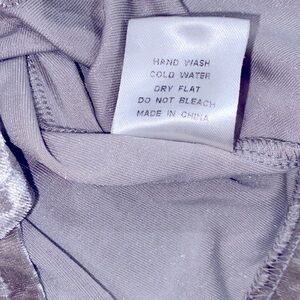 HAND WASH
COLD WATER
DRY FLAT
DO NOT BLEACH
MADE IN CHINA